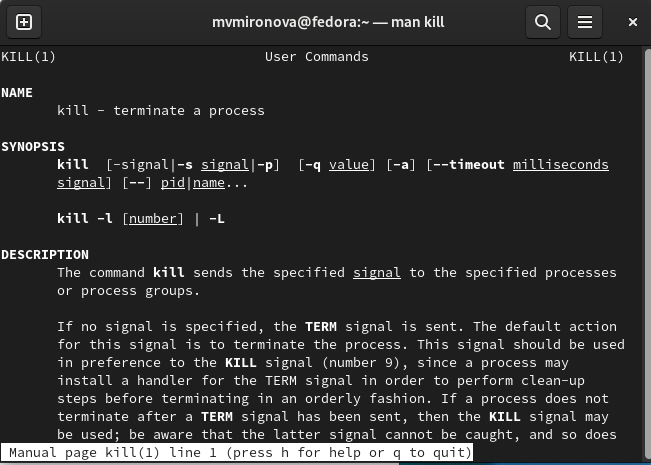 mvmironova@fedora:~ — man kill
KILL(1) User Commands KILL(1)
NAME
kill - terminate a process
SYNOPSIS
kill [-signal|-s signal|-p] [-q value] [-a] [--timeout milliseconds
signal] [--] pid|name...
kill -l [number] | -L
DESCRIPTION
The command kill sends the specified signal to the specified processes
or process groups.
If no signal is specified, the TERM signal is sent. The default action
for this signal is to terminate the process. This signal should be used
in preference to the KILL signal (number 9), since a process may
install a handler for the TERM signal in order to perform clean-up
steps before terminating in an orderly fashion. If a process does not
terminate after a TERM signal has been sent, then the KILL signal may
be used; be aware that the latter signal cannot be caught, and so does
Manual page kill(1) line 1 (press h for help or q to quit)